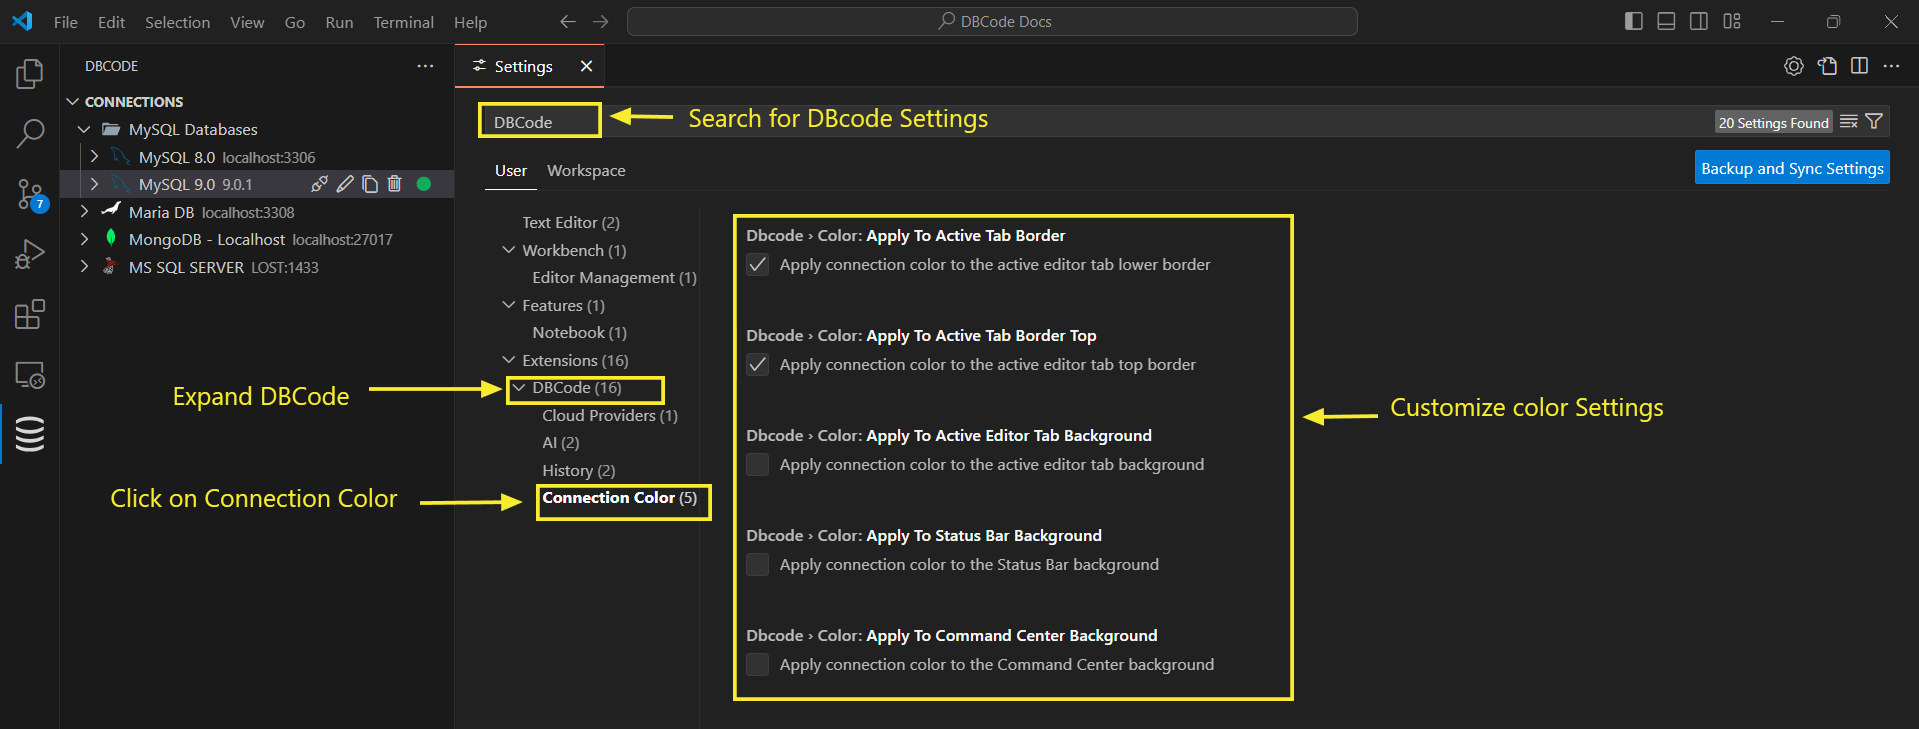 File Edit Selection View Go Run Terminal Help
DBCode Docs
DBCODE
CONNECTIONS
MySQL Databases
MySQL 8.0 localhost:3306
MySQL 9.0 9.0.1
Maria DB localhost:3308
MongoDB - Localhost localhost:27017
MS SQL SERVER LOST:1433
7
Settings
DBCode
Search for DBcode Settings
20 Settings Found
User Workspace
Backup and Sync Settings
Text Editor (2)
Workbench (1)
Editor Management (1)
Features (1)
Notebook (1)
Extensions (16)
DBCode (16)
Cloud Providers (1)
AI (2)
History (2)
Connection Color (5)
Expand DBCode
Click on Connection Color
Dbcode › Color: Apply To Active Tab Border
Apply connection color to the active editor tab lower border
Dbcode › Color: Apply To Active Tab Border Top
Apply connection color to the active editor tab top border
Dbcode › Color: Apply To Active Editor Tab Background
Apply connection color to the active editor tab background
Dbcode › Color: Apply To Status Bar Background
Apply connection color to the Status Bar background
Dbcode › Color: Apply To Command Center Background
Apply connection color to the Command Center background
Customize color Settings